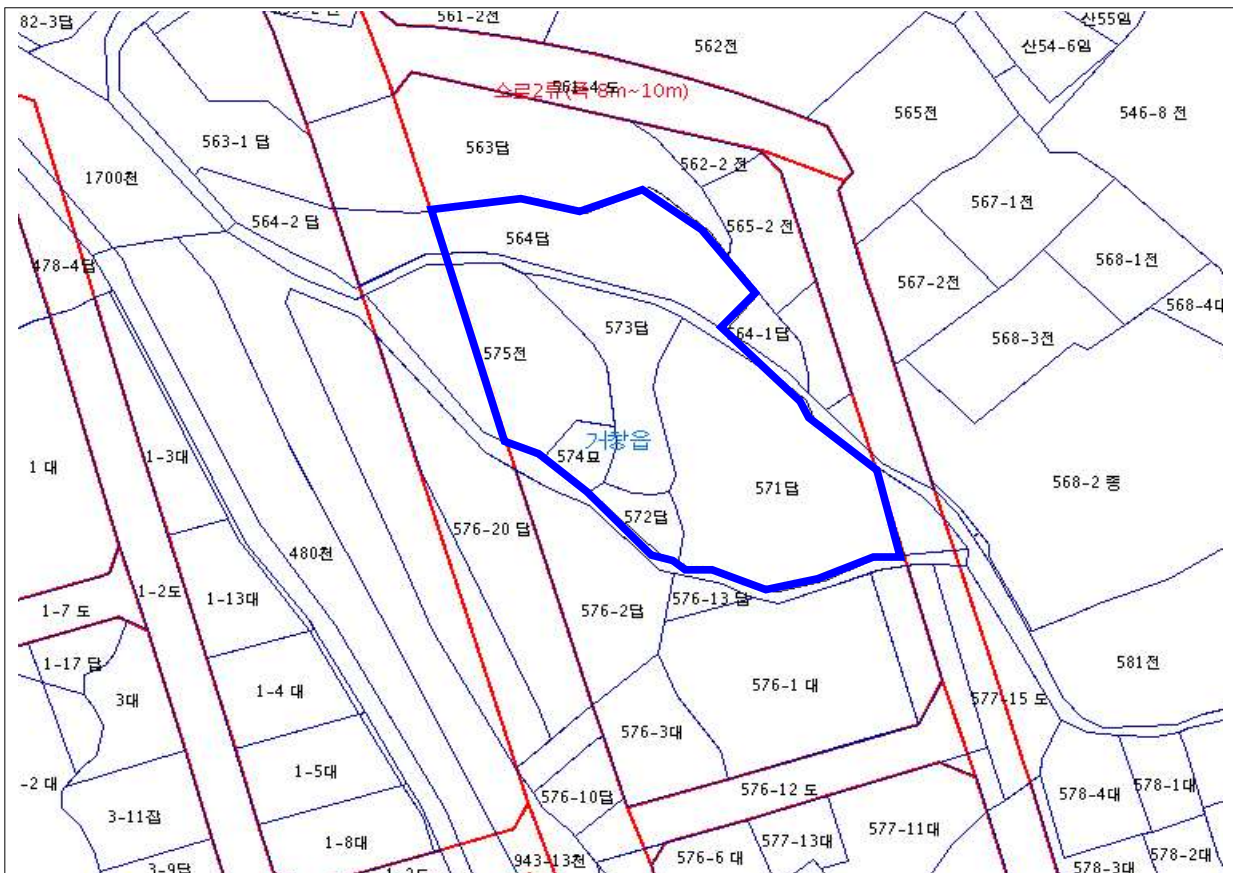 82-3답
561-2전
산55임
562전
산54-6임
561-4 도
소로2류(폭 8m~10m)
565전
546-8 전
563-1 답
563답
562-2 전
1700천
567-1전
564-2 답
565-2 전
564답
478-4답
568-1전
567-2전
568-4대
573답
564-1답
568-3전
575전
거창읍
574묘
1 대
1-3대
571답
568-2 종
572답
576-20 답
480천
1-2도
1-13대
576-13 답
1-7 도
576-2답
1-17 답
581전
1-4 대
576-1 대
3대
577-15 도
576-3대
1-5대
-2 대
576-12 도
576-10답
578-4대
578-1대
3-11잡
577-11대
1-8대
577-13대
943-13천
576-6 대
578-2대
578-3대
3-9답